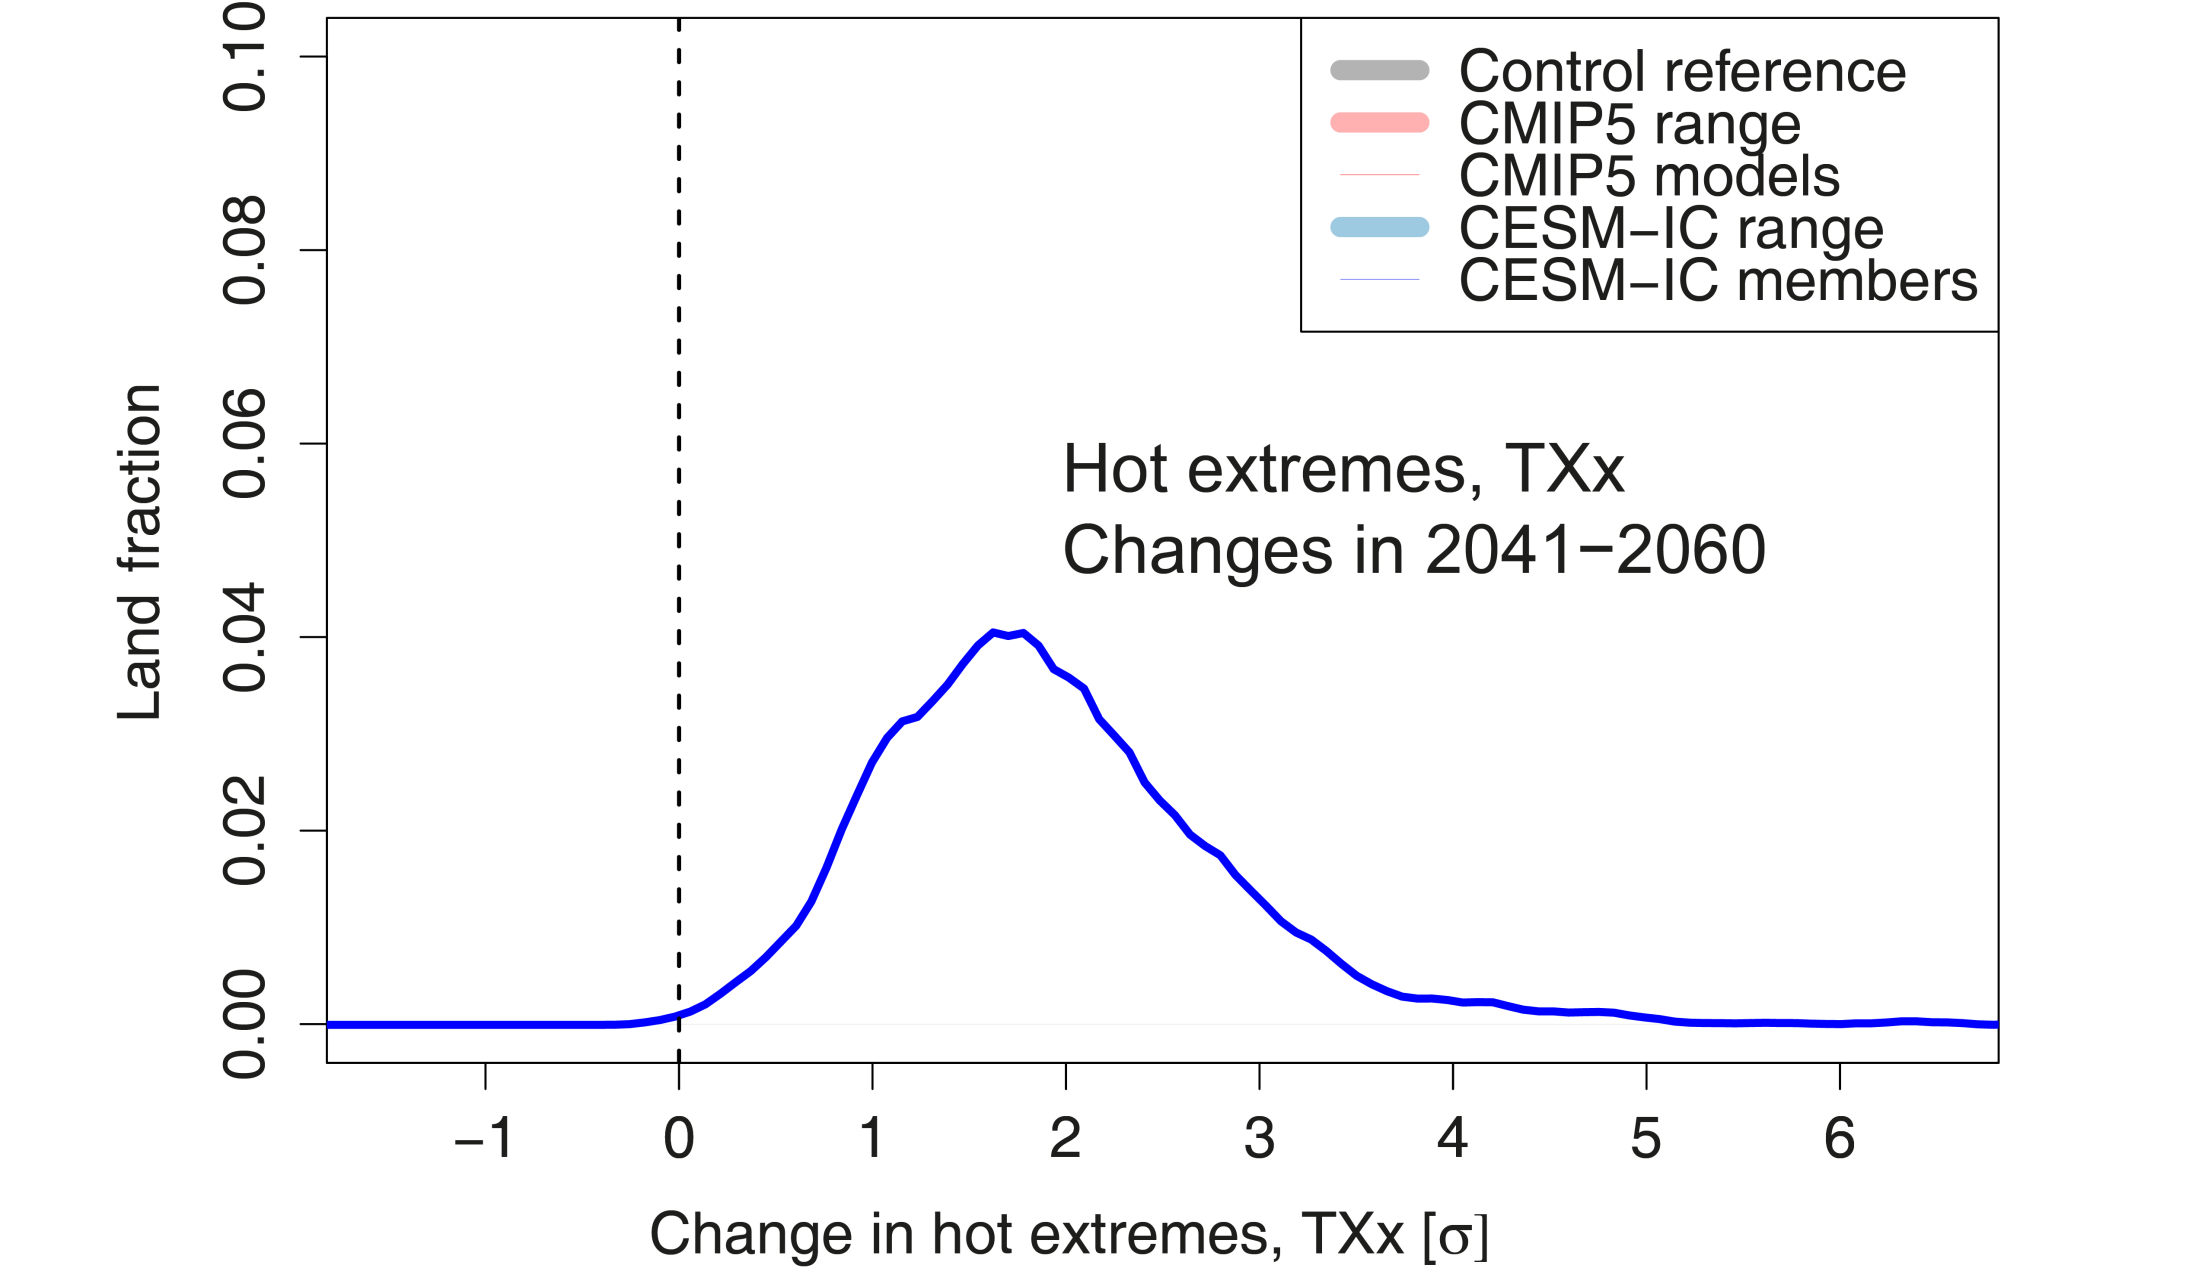 0.10
0.08
0.06
0.04
0.02
0.00
Land fraction
Control reference
CMIP5 range
CMIP5 models
CESM−IC range
CESM−IC members
Hot extremes, TXx
Changes in 2041−2060
−1 0 1 2 3 4 5 6
Change in hot extremes, TXx [σ]